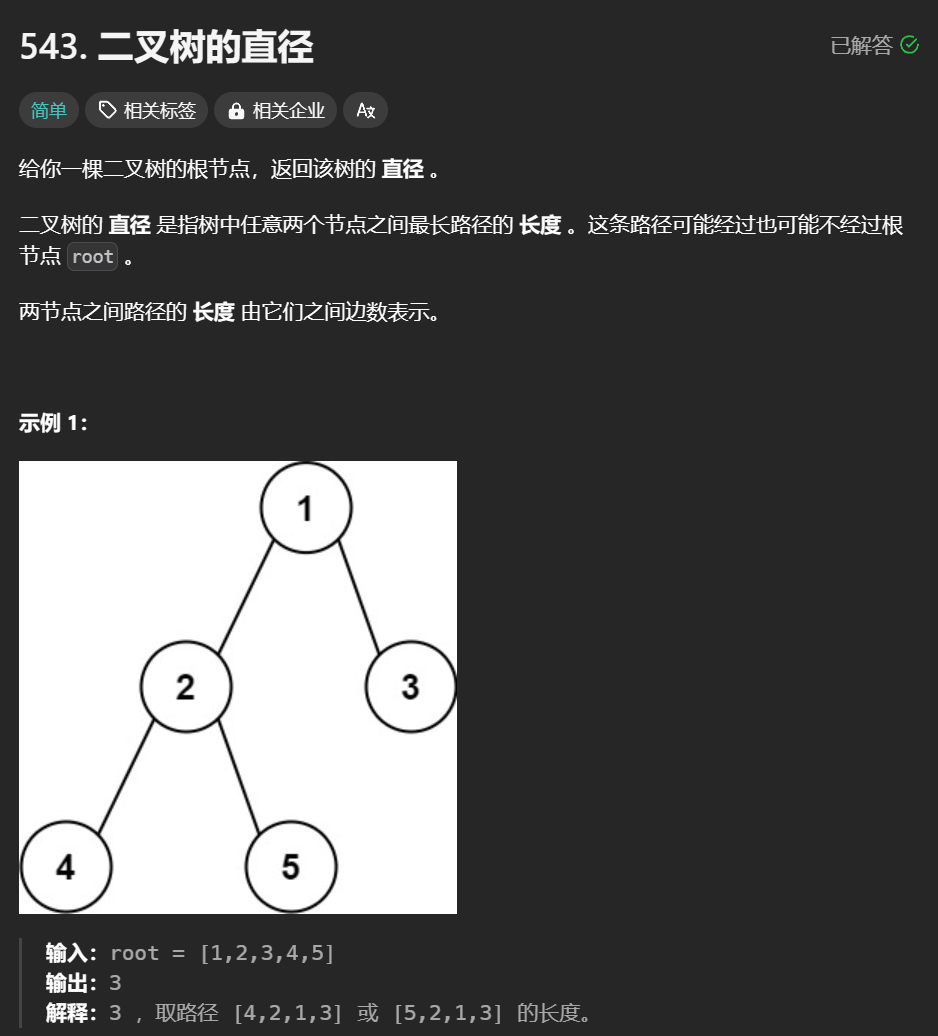 543. 二叉树的直径
已解答
简单
相关标签
相关企业
给你一棵二叉树的根节点，返回该树的 直径 。
二叉树的 直径 是指树中任意两个节点之间最长路径的 长度 。这条路径可能经过也可能不经过根
节点 root 。
两节点之间路径的 长度 由它们之间边数表示。
示例 1：
1
2
3
4
5
输入：root = [1,2,3,4,5]
输出：3
解释：3 ，取路径 [4,2,1,3] 或 [5,2,1,3] 的长度。